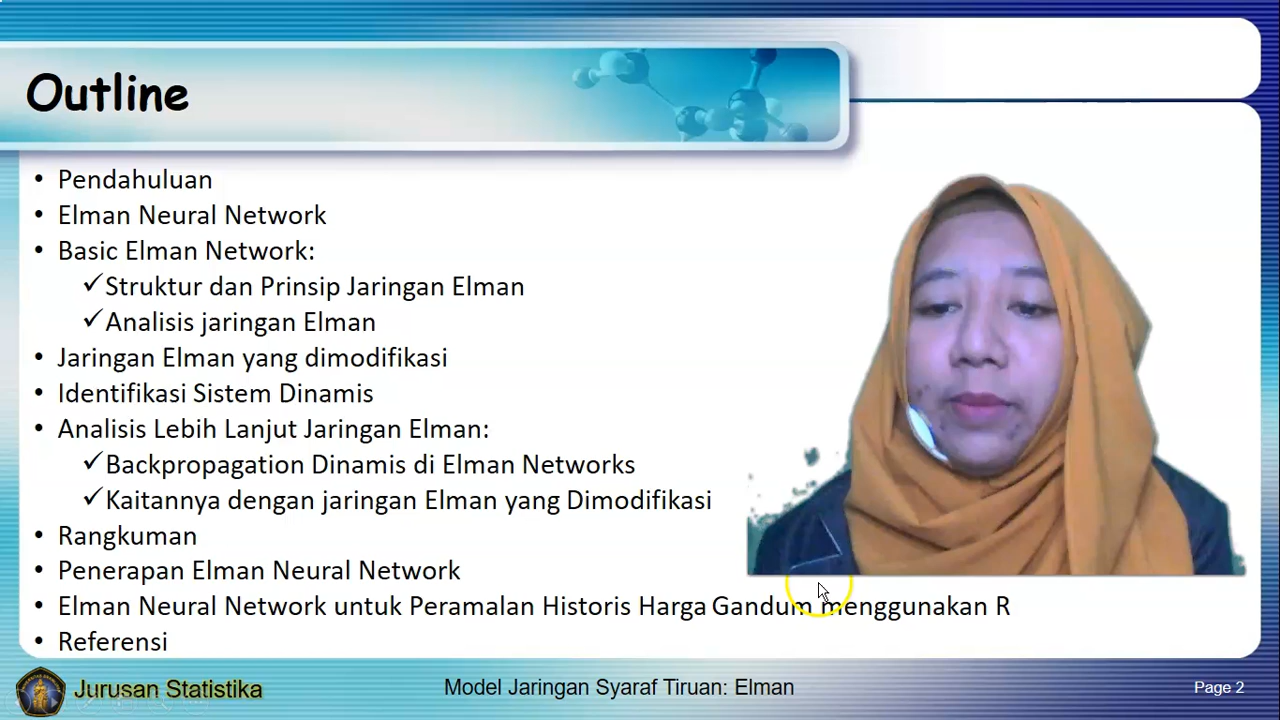 Outline
• Pendahuluan
• Elman Neural Network
• Basic Elman Network:
✓Struktur dan Prinsip Jaringan Elman
✓Analisis jaringan Elman
• Jaringan Elman yang dimodifikasi
• Identifikasi Sistem Dinamis
• Analisis Lebih Lanjut Jaringan Elman:
✓Backpropagation Dinamis di Elman Networks
✓Kaitannya dengan jaringan Elman yang Dimodifikasi
• Rangkuman
• Penerapan Elman Neural Network
• Elman Neural Network untuk Peramalan Historis Harga Gandum menggunakan R
• Referensi
Jurusan Statistika
Model Jaringan Syaraf Tiruan: Elman
Page 2